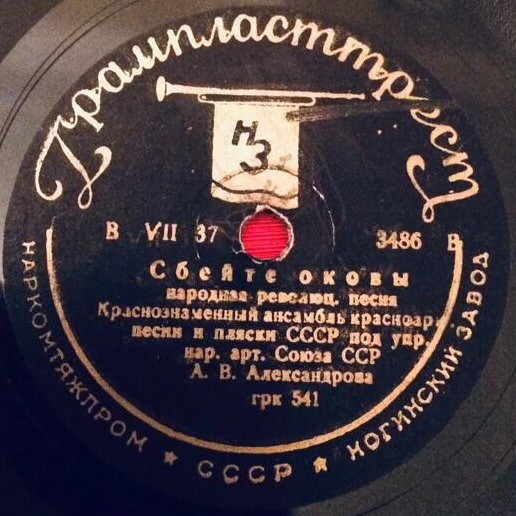 Грампласттрест
НЗ
В VII 37 3486 В
Сбейте оковы
народная революц. песня
Краснознаменный ансамбль красноарм.
песни и пляски СССР под упр.
нар. арт. Союза ССР
А. В. Александрова
грк 541
НАРКОМТЯЖПРОМ ★ СССР ★ НОГИНСКИЙ ЗАВОД